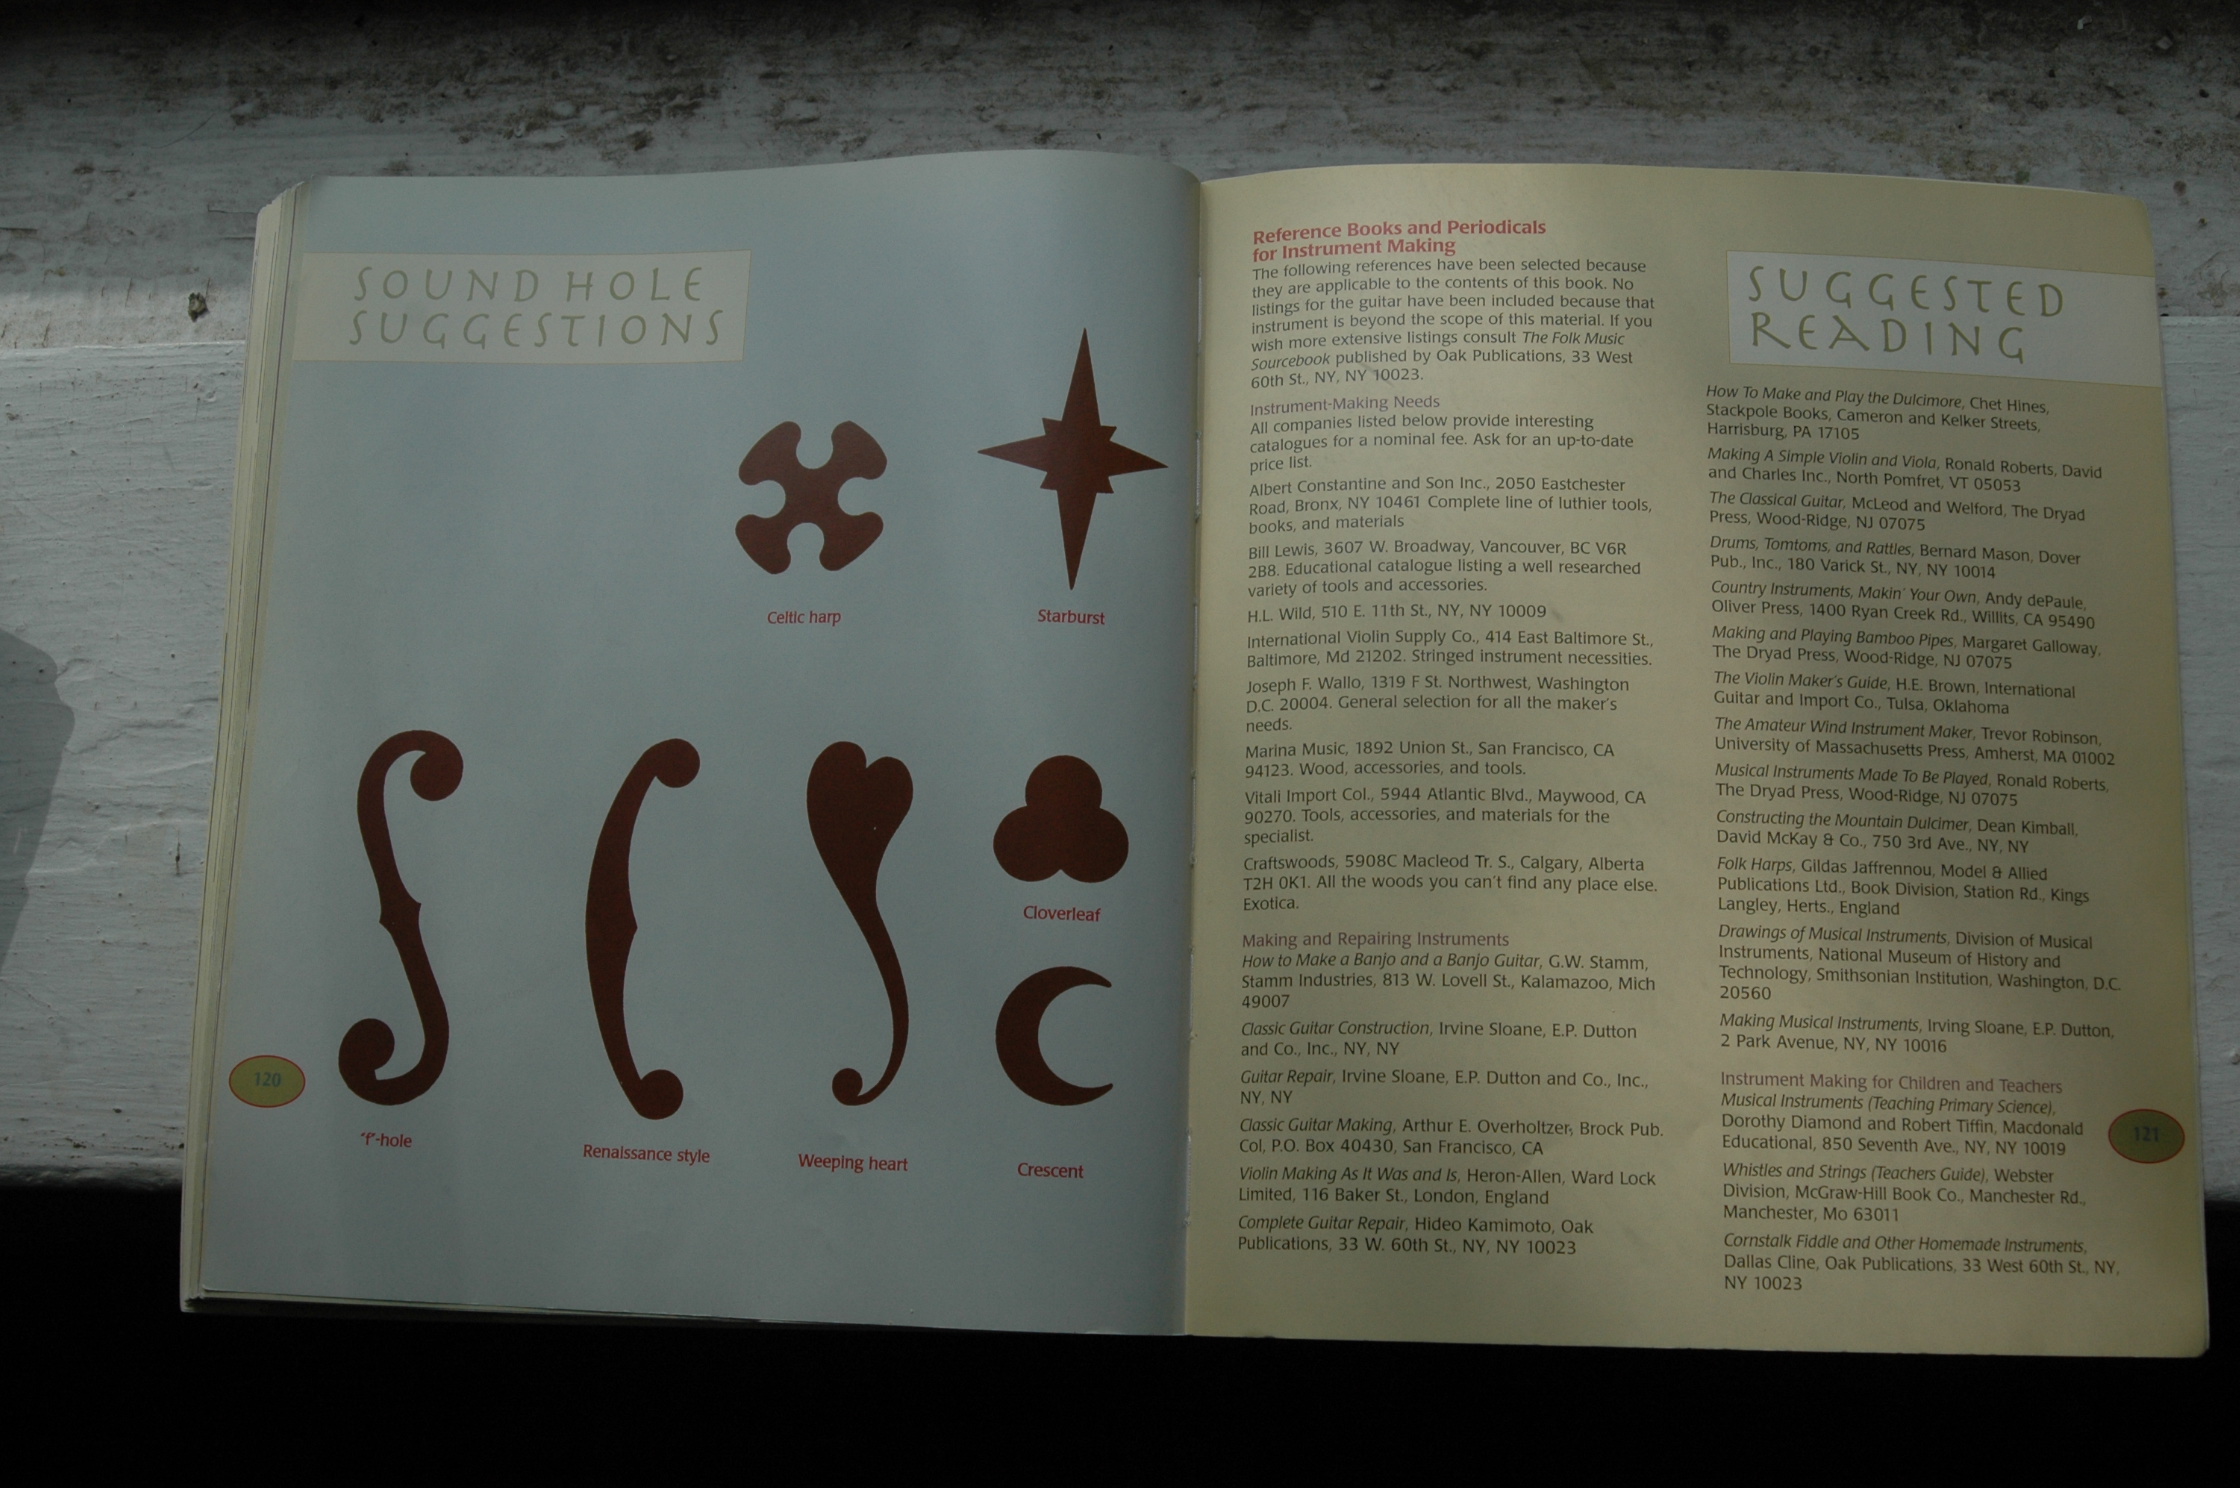 SOUND HOLE
SUGGESTIONS
Celtic harp
Starburst
'f'-hole
Renaissance style
Weeping heart
Cloverleaf
Crescent
120
Reference Books and Periodicals
for Instrument Making
The following references have been selected because
they are applicable to the contents of this book. No
listings for the guitar have been included because that
instrument is beyond the scope of this material. If you
wish more extensive listings consult The Folk Music
Sourcebook published by Oak Publications, 33 West
60th St., NY, NY 10023.
Instrument-Making Needs
All companies listed below provide interesting
catalogues for a nominal fee. Ask for an up-to-date
price list.
Albert Constantine and Son Inc., 2050 Eastchester
Road, Bronx, NY 10461 Complete line of luthier tools,
books, and materials
Bill Lewis, 3607 W. Broadway, Vancouver, BC V6R
2B8. Educational catalogue listing a well researched
variety of tools and accessories.
H.L. Wild, 510 E. 11th St., NY, NY 10009
International Violin Supply Co., 414 East Baltimore St.,
Baltimore, Md 21202. Stringed instrument necessities.
Joseph F. Wallo, 1319 F St. Northwest, Washington
D.C. 20004. General selection for all the maker's
needs.
Marina Music, 1892 Union St., San Francisco, CA
94123. Wood, accessories, and tools.
Vitali Import Col., 5944 Atlantic Blvd., Maywood, CA
90270. Tools, accessories, and materials for the
specialist.
Craftswoods, 5908C Macleod Tr. S., Calgary, Alberta
T2H 0K1. All the woods you can't find any place else.
Exotica.
Making and Repairing Instruments
How to Make a Banjo and a Banjo Guitar, G.W. Stamm,
Stamm Industries, 813 W. Lovell St., Kalamazoo, Mich
49007
Classic Guitar Construction, Irvine Sloane, E.P. Dutton
and Co., Inc., NY, NY
Guitar Repair, Irvine Sloane, E.P. Dutton and Co., Inc.,
NY, NY
Classic Guitar Making, Arthur E. Overholtzer, Brock Pub.
Col, P.O. Box 40430, San Francisco, CA
Violin Making As It Was and Is, Heron-Allen, Ward Lock
Limited, 116 Baker St., London, England
Complete Guitar Repair, Hideo Kamimoto, Oak
Publications, 33 W. 60th St., NY, NY 10023
SUGGESTED
READING
How To Make and Play the Dulcimore, Chet Hines,
Stackpole Books, Cameron and Kelker Streets,
Harrisburg, PA 17105
Making A Simple Violin and Viola, Ronald Roberts, David
and Charles Inc., North Pomfret, VT 05053
The Classical Guitar, McLeod and Welford, The Dryad
Press, Wood-Ridge, NJ 07075
Drums, Tomtoms, and Rattles, Bernard Mason, Dover
Pub., Inc., 180 Varick St., NY, NY 10014
Country Instruments, Makin' Your Own, Andy dePaule,
Oliver Press, 1400 Ryan Creek Rd., Willits, CA 95490
Making and Playing Bamboo Pipes, Margaret Galloway,
The Dryad Press, Wood-Ridge, NJ 07075
The Violin Maker's Guide, H.E. Brown, International
Guitar and Import Co., Tulsa, Oklahoma
The Amateur Wind Instrument Maker, Trevor Robinson,
University of Massachusetts Press, Amherst, MA 01002
Musical Instruments Made To Be Played, Ronald Roberts,
The Dryad Press, Wood-Ridge, NJ 07075
Constructing the Mountain Dulcimer, Dean Kimball,
David McKay & Co., 750 3rd Ave., NY, NY
Folk Harps, Gildas Jaffrennou, Model & Allied
Publications Ltd., Book Division, Station Rd., Kings
Langley, Herts., England
Drawings of Musical Instruments, Division of Musical
Instruments, National Museum of History and
Technology, Smithsonian Institution, Washington, D.C.
20560
Making Musical Instruments, Irving Sloane, E.P. Dutton,
2 Park Avenue, NY, NY 10016
Instrument Making for Children and Teachers
Musical Instruments (Teaching Primary Science),
Dorothy Diamond and Robert Tiffin, Macdonald
Educational, 850 Seventh Ave., NY, NY 10019
Whistles and Strings (Teachers Guide), Webster
Division, McGraw-Hill Book Co., Manchester Rd.,
Manchester, Mo 63011
Cornstalk Fiddle and Other Homemade Instruments,
Dallas Cline, Oak Publications, 33 West 60th St., NY,
NY 10023
121